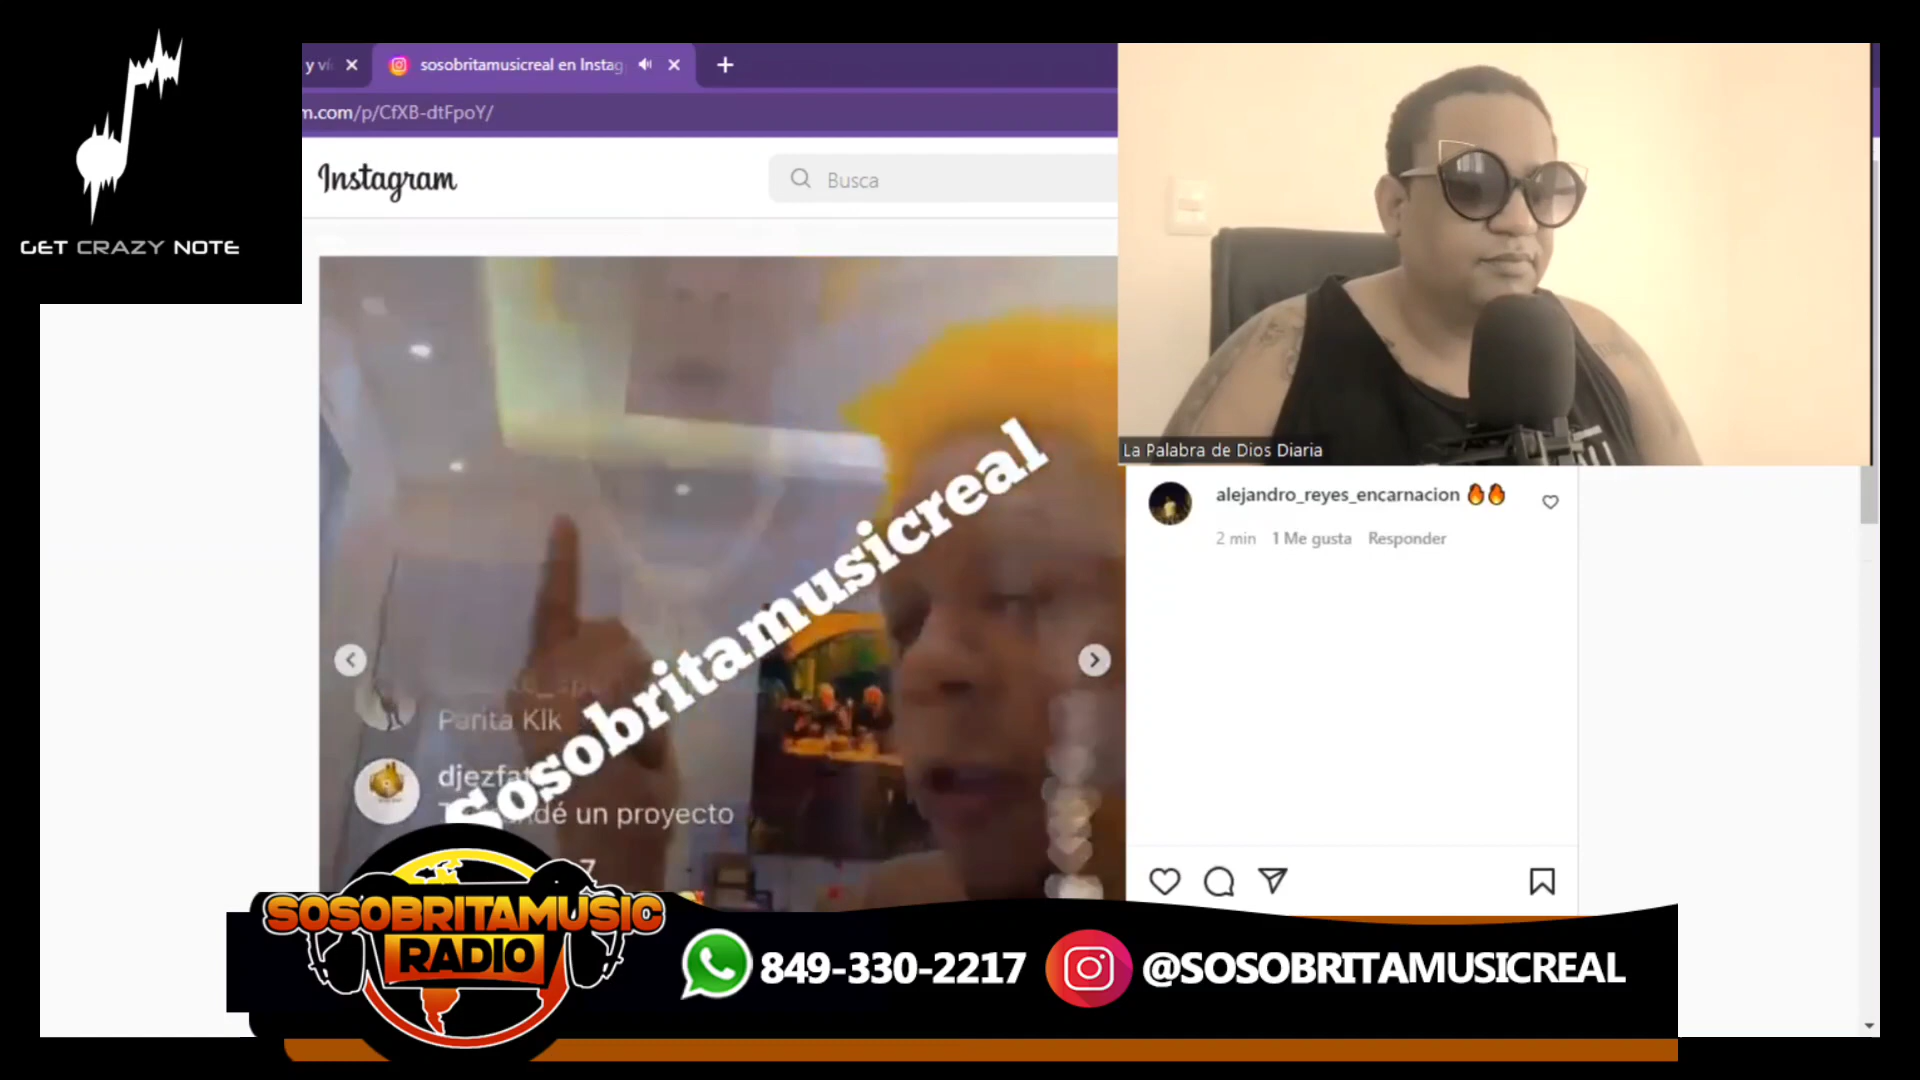 GET CRAZY NOTE
sosobritamusicreal en Instag
m.com/p/CfXB-dtFpoY/
Instagram
Busca
La Palabra de Dios Diaria
alejandro_reyes_encarnacion 🔥🔥
2 min 1 Me gusta Responder
sosobritamusicreal
Parita Klk
djezfa
dé un proyecto
SOSOBRITAMUSIC
RADIO
849-330-2217
@SOSOBRITAMUSICREAL